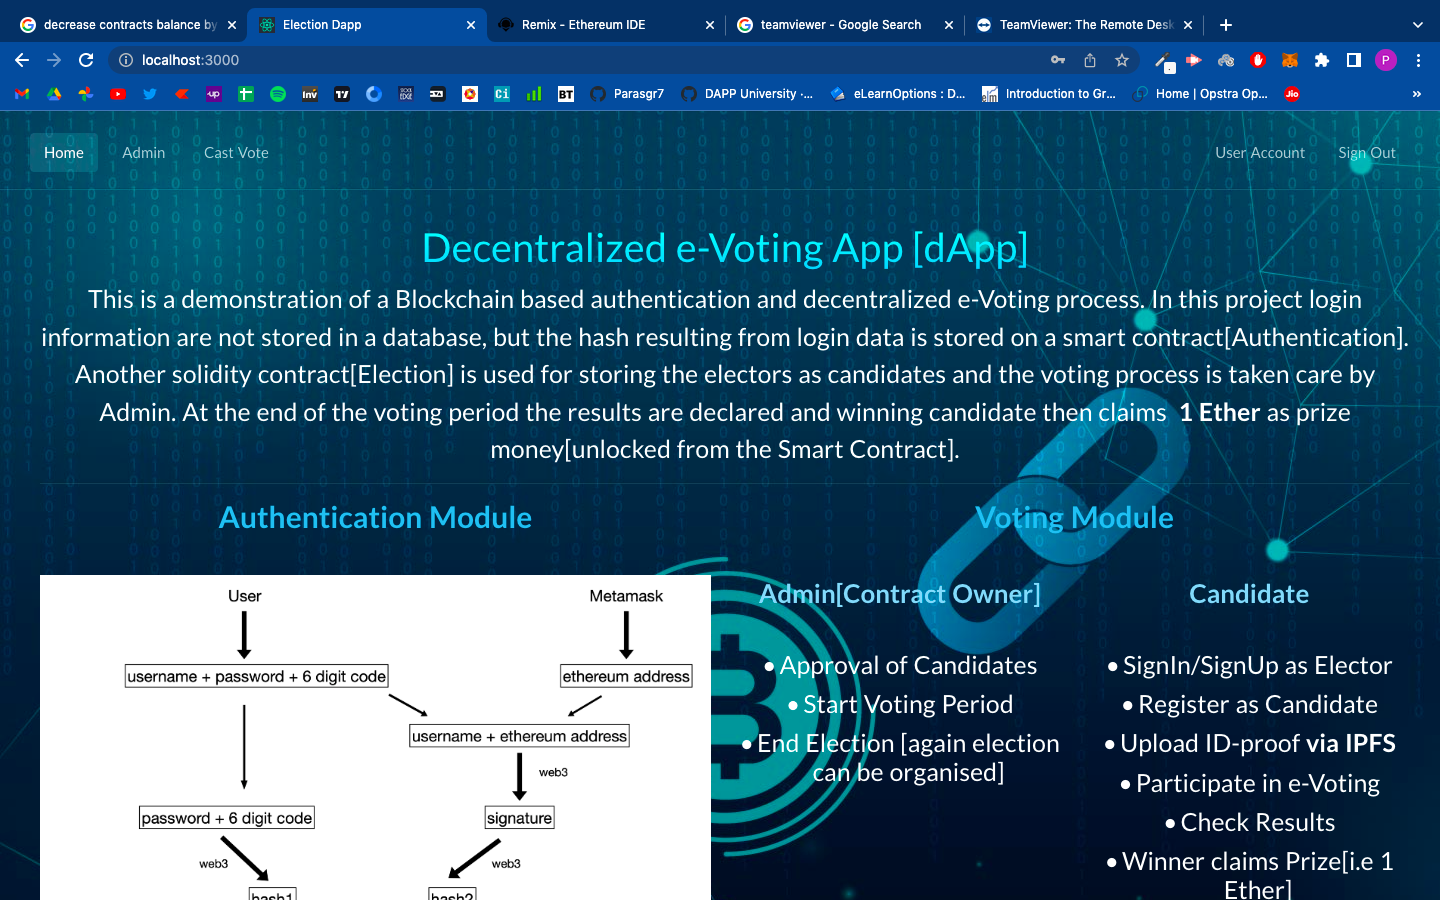 decrease contracts balance by
Election Dapp
Remix - Ethereum IDE
teamviewer - Google Search
TeamViewer: The Remote Desk
localhost:3000
P
up
Inv
TJ
Ci
BT
Parasgr7
DAPP University -...
eLearnOptions : D...
elm
Introduction to Gr...
Home | Opstra Op...
Jio
»
Home
Admin
Cast Vote
User Account
Sign Out
Decentralized e-Voting App [dApp]
This is a demonstration of a Blockchain based authentication and decentralized e-Voting process. In this project login
information are not stored in a database, but the hash resulting from login data is stored on a smart contract[Authentication].
Another solidity contract[Election] is used for storing the electors as candidates and the voting process is taken care by
Admin. At the end of the voting period the results are declared and winning candidate then claims 1 Ether as prize
money[unlocked from the Smart Contract].
Authentication Module
User
Metamask
username + password + 6 digit code
ethereum address
username + ethereum address
web3
password + 6 digit code
signature
web3
web3
hash1
hash2
Voting Module
Admin[Contract Owner]
• Approval of Candidates
• Start Voting Period
• End Election [again election
can be organised]
Candidate
• SignIn/SignUp as Elector
• Register as Candidate
• Upload ID-proof via IPFS
• Participate in e-Voting
• Check Results
• Winner claims Prize[i.e 1
Ether]